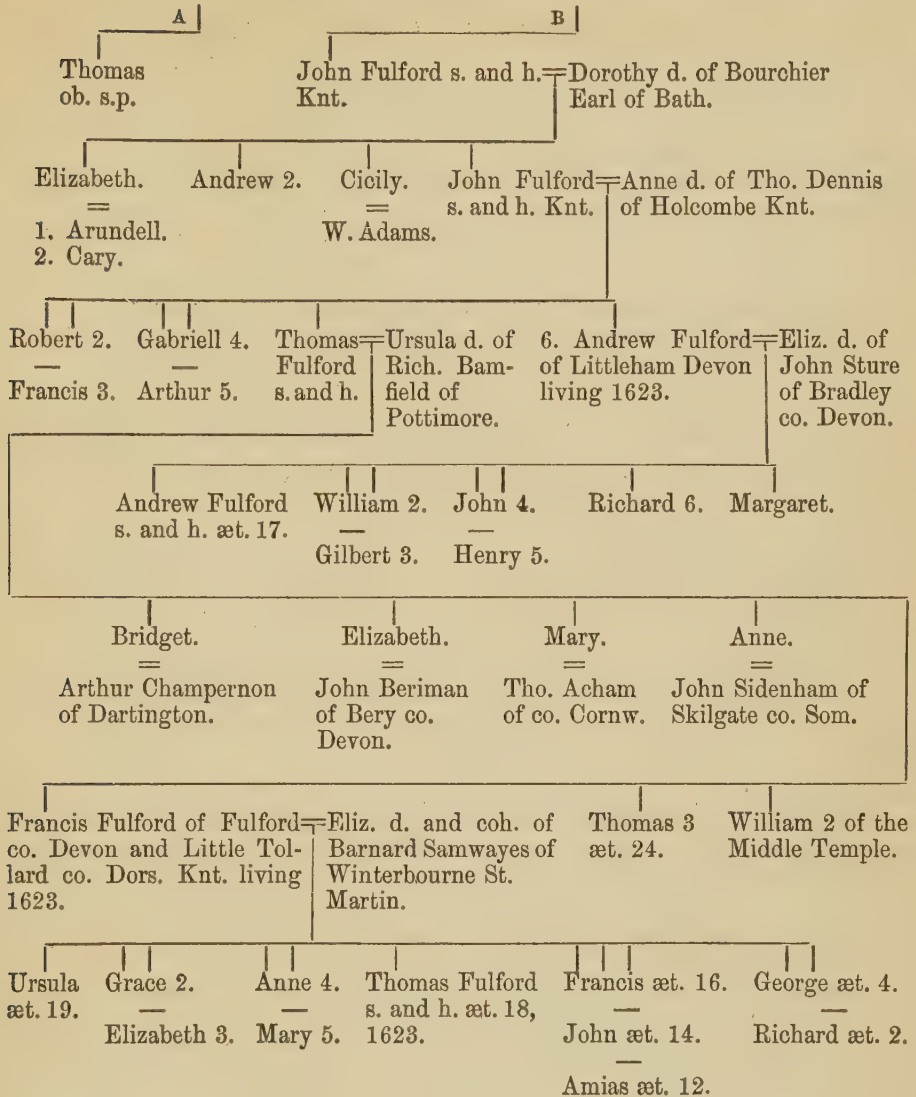 A
B
Thomas
ob. s.p.
John Fulford s. and h.
Knt.
Dorothy d. of Bourchier
Earl of Bath.
Elizabeth.
=
1. Arundell.
2. Cary.
Andrew 2.
Cicily.
=
W. Adams.
John Fulford
s. and h. Knt.
Anne d. of Tho. Dennis
of Holcombe Knt.
Robert 2.
—
Francis 3.
Gabriell 4.
—
Arthur 5.
Thomas
Fulford
s. and h.
Ursula d. of
Rich. Bam-
field of
Pottimore.
6. Andrew Fulford
of Littleham Devon
living 1623.
Eliz. d. of
John Sture
of Bradley
co. Devon.
Andrew Fulford
s. and h. æt. 17.
William 2.
—
Gilbert 3.
John 4.
—
Henry 5.
Richard 6.
Margaret.
Bridget.
=
Arthur Champernon
of Dartington.
Elizabeth.
=
John Beriman
of Bery co.
Devon.
Mary.
=
Tho. Acham
of co. Cornw.
Anne.
=
John Sidenham of
Skilgate co. Som.
Francis Fulford of Fulford
co. Devon and Little Tol-
lard co. Dors. Knt. living
1623.
Eliz. d. and coh. of
Barnard Samwayes of
Winterbourne St.
Martin.
Thomas 3
æt. 24.
William 2 of the
Middle Temple.
Ursula
æt. 19.
Grace 2.
—
Elizabeth 3.
Anne 4.
—
Mary 5.
Thomas Fulford
s. and h. æt. 18,
1623.
Francis æt. 16.
—
John æt. 14.
—
Amias æt. 12.
George æt. 4.
—
Richard æt. 2.